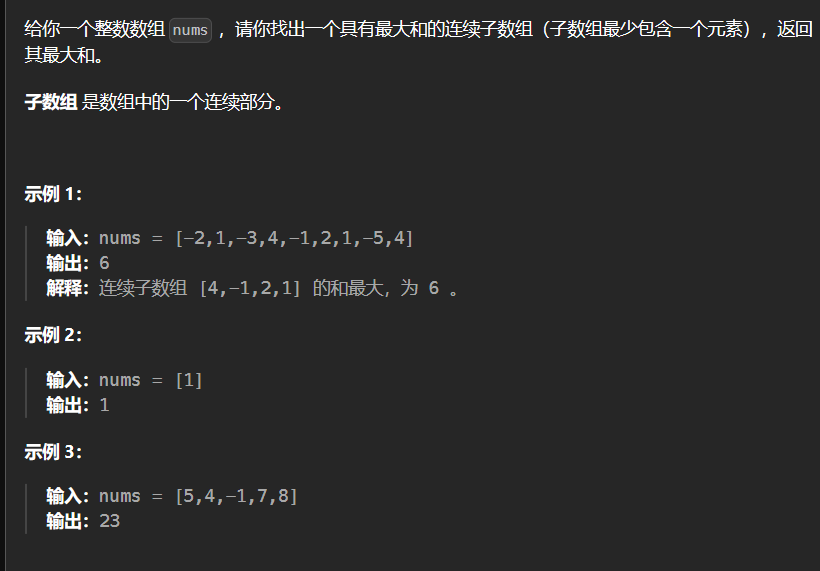 给你一个整数数组 nums ，请你找出一个具有最大和的连续子数组（子数组最少包含一个元素），返回
其最大和。
子数组 是数组中的一个连续部分。
示例 1：
输入：nums = [-2,1,-3,4,-1,2,1,-5,4]
输出：6
解释：连续子数组 [4,-1,2,1] 的和最大，为 6 。
示例 2：
输入：nums = [1]
输出：1
示例 3：
输入：nums = [5,4,-1,7,8]
输出：23